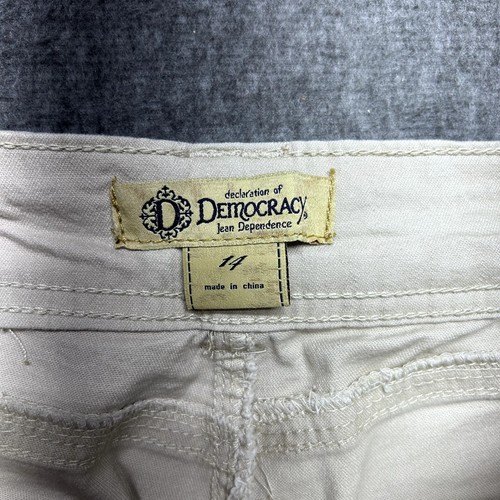 declaration of
D DEMOCRACY®
Jean Dependence
14
made in china